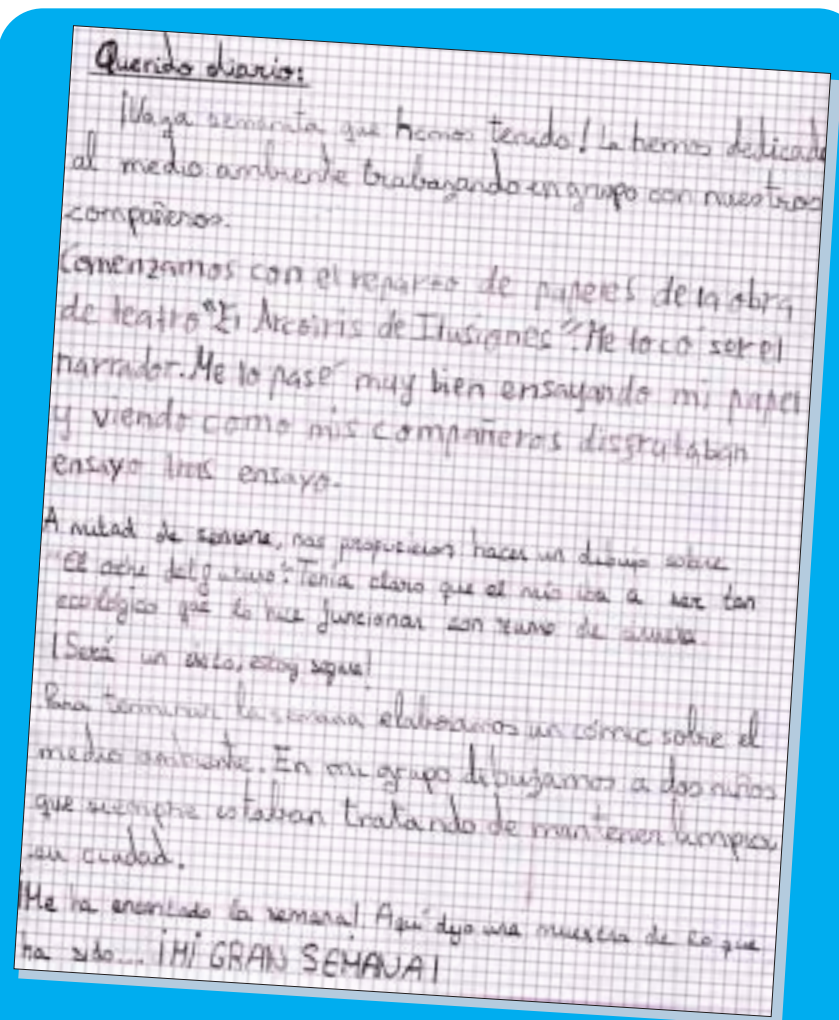 Querido diario:
¡Vaya semanita que hemos tenido! La hemos dedicado
al medio ambiente trabajando en grupo con nuestros
compañeros.
Comenzamos con el reparto de papeles de la obra
de teatro "El Arcoiris de Ilusiones". Me tocó ser el
narrador. Me lo pasé muy bien ensayando mi papel
y viendo como mis compañeros disfrutaban
ensayo tras ensayo.
A mitad de semana, nos propusieron hacer un dibujo sobre
"El coche del futuro". Tenía claro que el mío iba a ser tan
ecológico que lo hice funcionar con zumo de
¡Será un éxito, estoy segura!
Para terminar la semana elaboramos un cómic sobre el
medio ambiente. En mi grupo dibujamos a dos niños
que siempre estaban tratando de mantener limpia
su ciudad.
¡Me ha encantado la semana! Aquí dejo una muestra de lo que
ha sido... ¡MI GRAN SEMANA!